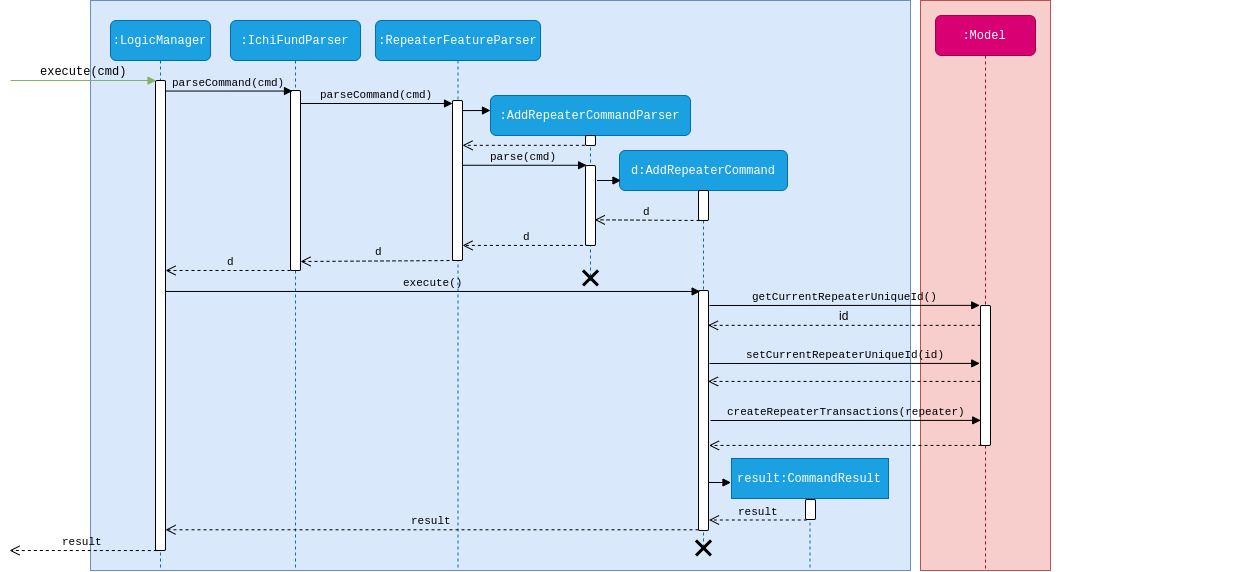 :LogicManager
:IchiFundParser
:RepeaterFeatureParser
:Model
execute(cmd)
parseCommand(cmd)
parseCommand(cmd)
:AddRepeaterCommandParser
parse(cmd)
d:AddRepeaterCommand
d
d
d
d
execute()
getCurrentRepeaterUniqueId()
id
setCurrentRepeaterUniqueId(id)
createRepeaterTransactions(repeater)
result:CommandResult
result
result
result